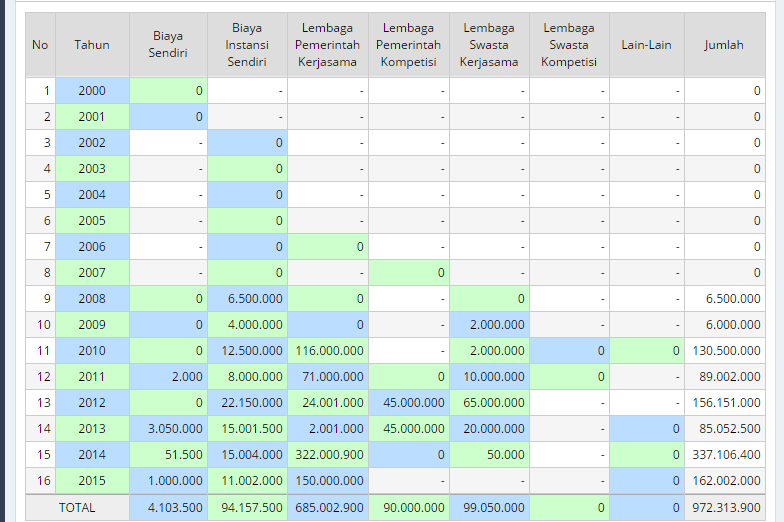 No Tahun Biaya Sendiri Biaya Instansi Sendiri Lembaga Pemerintah Kerjasama Lembaga Pemerintah Kompetisi Lembaga Swasta Kerjasama Lembaga Swasta Kompetisi Lain-Lain Jumlah
1 2000 0 - - - - - - 0
2 2001 0 - - - - - - 0
3 2002 - 0 - - - - - 0
4 2003 - 0 - - - - - 0
5 2004 - 0 - - - - - 0
6 2005 - 0 - - - - - 0
7 2006 - 0 0 - - - - 0
8 2007 - 0 - 0 - - - 0
9 2008 0 6.500.000 0 - 0 - - 6.500.000
10 2009 0 4.000.000 0 - 2.000.000 - - 6.000.000
11 2010 0 12.500.000 116.000.000 - 2.000.000 0 0 130.500.000
12 2011 2.000 8.000.000 71.000.000 0 10.000.000 0 - 89.002.000
13 2012 0 22.150.000 24.001.000 45.000.000 65.000.000 - - 156.151.000
14 2013 3.050.000 15.001.500 2.001.000 45.000.000 20.000.000 - 0 85.052.500
15 2014 51.500 15.004.000 322.000.900 0 50.000 - 0 337.106.400
16 2015 1.000.000 11.002.000 150.000.000 - - - 0 162.002.000
TOTAL 4.103.500 94.157.500 685.002.900 90.000.000 99.050.000 0 0 972.313.900